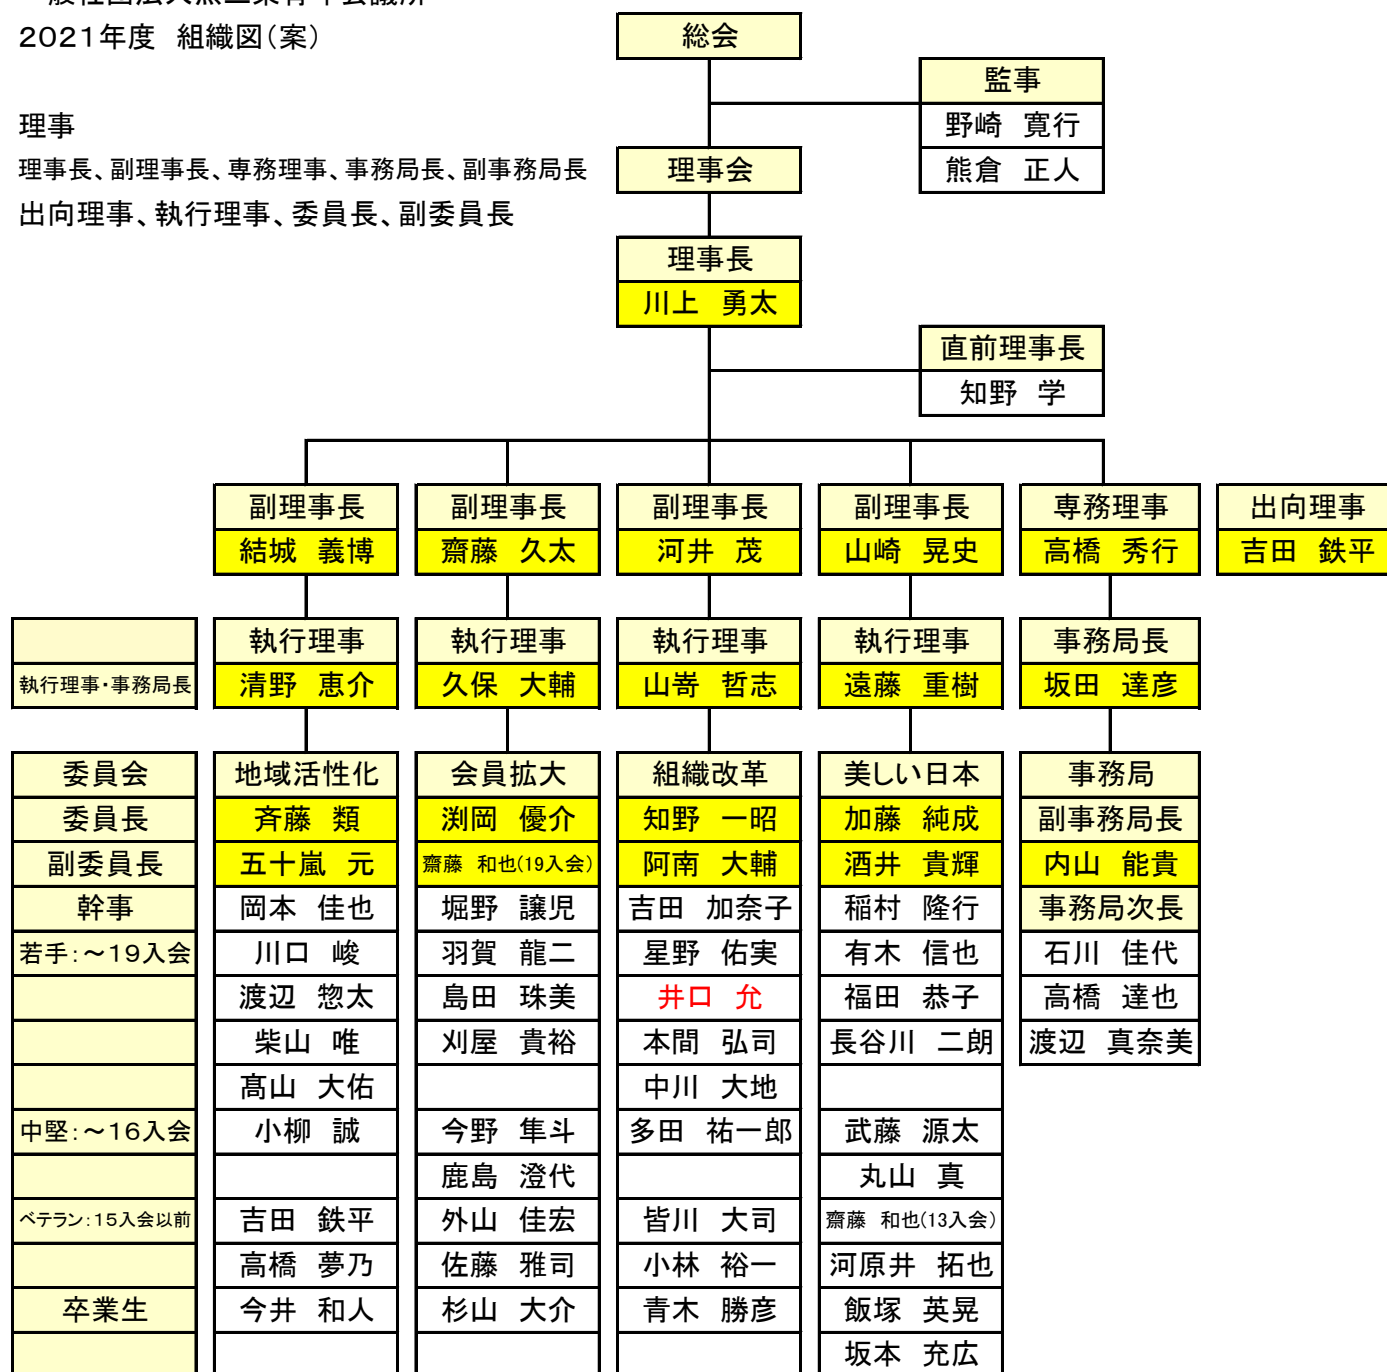 2021年度 組織図(案)
総会
監事
野崎 寛行
熊倉 正人
理事
理事長、副理事長、専務理事、事務局長、副事務局長
出向理事、執行理事、委員長、副委員長
理事会
理事長
川上 勇太
直前理事長
知野 学
副理事長 副理事長 副理事長 副理事長 専務理事 出向理事
結城 義博 齋藤 久太 河井 茂 山崎 晃史 高橋 秀行 吉田 鉄平
執行理事 執行理事 執行理事 執行理事 事務局長
執行理事・事務局長 清野 恵介 久保 大輔 山嵜 哲志 遠藤 重樹 坂田 達彦
委員会 地域活性化 会員拡大 組織改革 美しい日本 事務局
委員長 斉藤 類 渕岡 優介 知野 一昭 加藤 純成 副事務局長
副委員長 五十嵐 元 齋藤 和也(19入会) 阿南 大輔 酒井 貴輝 内山 能貴
幹事 岡本 佳也 堀野 譲児 吉田 加奈子 稲村 隆行 事務局次長
若手:～19入会 川口 峻 羽賀 龍二 星野 佑実 有木 信也 石川 佳代
渡辺 惣太 島田 珠美 井口 允 福田 恭子 高橋 達也
柴山 唯 刈屋 貴裕 本間 弘司 長谷川 二朗 渡辺 真奈美
髙山 大佑 中川 大地
中堅:～16入会 小柳 誠 今野 隼斗 多田 祐一郎 武藤 源太
鹿島 澄代 丸山 真
ベテラン:15入会以前 吉田 鉄平 外山 佳宏 皆川 大司 齋藤 和也(13入会)
高橋 夢乃 佐藤 雅司 小林 裕一 河原井 拓也
卒業生 今井 和人 杉山 大介 青木 勝彦 飯塚 英晃
坂本 充広